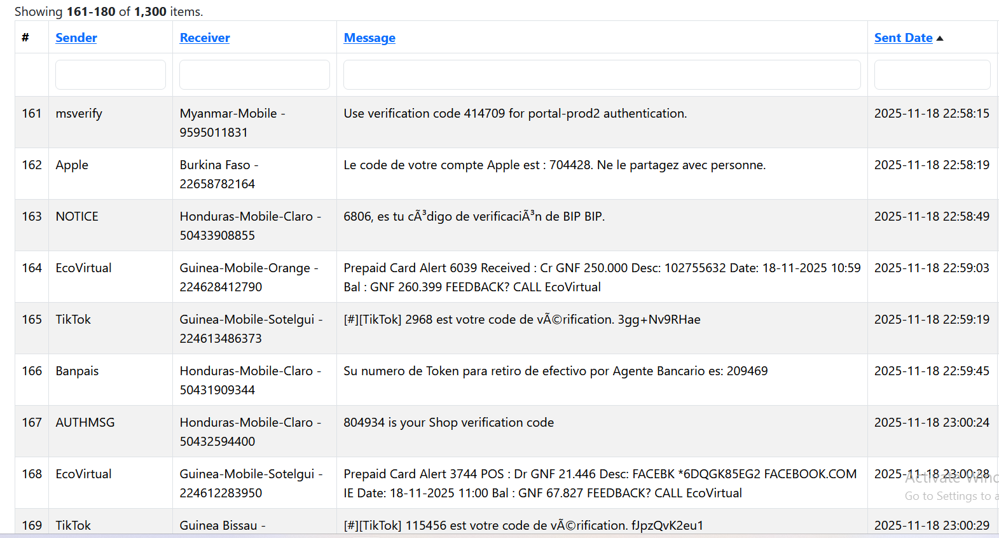 Showing 161-180 of 1,300 items.
# Sender Receiver Message Sent Date
161 msverify Myanmar-Mobile - Use verification code 414709 for portal-prod2 authentication. 2025-11-18 22:58:15
9595011831
162 Apple Burkina Faso - Le code de votre compte Apple est : 704428. Ne le partagez avec personne. 2025-11-18 22:58:19
22658782164
163 NOTICE Honduras-Mobile-Claro - 6806, es tu cÃ³digo de verificaciÃ³n de BIP BIP. 2025-11-18 22:58:49
50433908855
164 EcoVirtual Guinea-Mobile-Orange - Prepaid Card Alert 6039 Received : Cr GNF 250.000 Desc: 102755632 Date: 18-11-2025 10:59 2025-11-18 22:59:03
224628412790 Bal : GNF 260.399 FEEDBACK? CALL EcoVirtual
165 TikTok Guinea-Mobile-Sotelgui - [#][TikTok] 2968 est votre code de vÃ©rification. 3gg+Nv9RHae 2025-11-18 22:59:19
224613486373
166 Banpais Honduras-Mobile-Claro - Su numero de Token para retiro de efectivo por Agente Bancario es: 209469 2025-11-18 22:59:45
50431909344
167 AUTHMSG Honduras-Mobile-Claro - 804934 is your Shop verification code 2025-11-18 23:00:24
50432594400
168 EcoVirtual Guinea-Mobile-Sotelgui - Prepaid Card Alert 3744 POS : Dr GNF 21.446 Desc: FACEBK *6DQGK85EG2 FACEBOOK.COM 2025-11-18 23:00:28
224612283950 IE Date: 18-11-2025 11:00 Bal : GNF 67.827 FEEDBACK? CALL EcoVirtual
Activate Winc
Go to Settings to a
169 TikTok Guinea Bissau - [#][TikTok] 115456 est votre code de vÃ©rification. fJpzQvK2eu1 2025-11-18 23:00:29